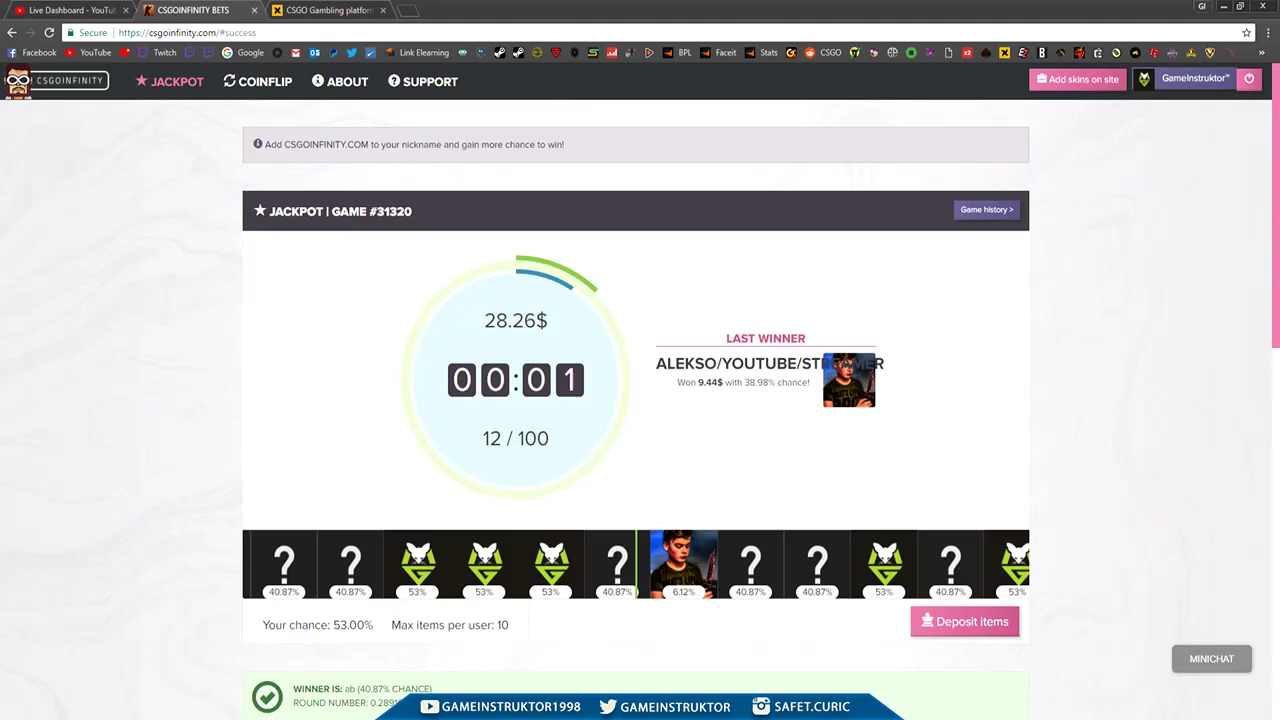 GI
Live Dashboard - YouTub
CSGOINFINITY BETS
CSGO Gambling platform
Secure
https://csgoinfinity.com/#success
Facebook
YouTube
Twitch
Google
Link Elearning
BPL
Faceit
Stats
CSGO
CSGOINFINITY
JACKPOT
COINFLIP
ABOUT
SUPPORT
Add skins on site
GameInstruktor™
Add CSGOINFINITY.COM to your nickname and gain more chance to win!
JACKPOT | GAME #31320
Game history >
28.26$
00:01
12 / 100
LAST WINNER
ALEKSO/YOUTUBE/STREAMER
Won 9.44$ with 38.98% chance!
? ? ? ? ? ?
40.87% 40.87% 53% 53% 53% 40.87% 6.12% 40.87% 40.87% 53% 40.87% 53%
Your chance: 53.00%
Max items per user: 10
Deposit items
MINICHAT
WINNER IS: ab (40.87% CHANCE)
ROUND NUMBER:
GAMEINSTRUKTOR1998
GAMEINSTRUKTOR
SAFET.CURIC